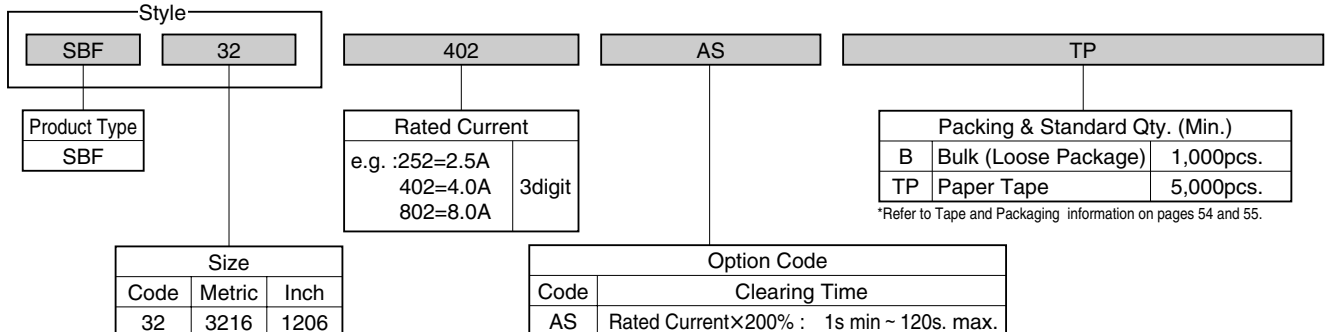 Style
SBF 32 402 AS TP
Product Type
SBF
Rated Current
e.g. :252=2.5A
402=4.0A
802=8.0A
3digit
Packing & Standard Qty. (Min.)
B Bulk (Loose Package) 1,000pcs.
TP Paper Tape 5,000pcs.
*Refer to Tape and Packaging information on pages 54 and 55.
Size
Code Metric Inch
32 3216 1206
Option Code
Code Clearing Time
AS Rated Current×200% : 1s min ~ 120s. max.